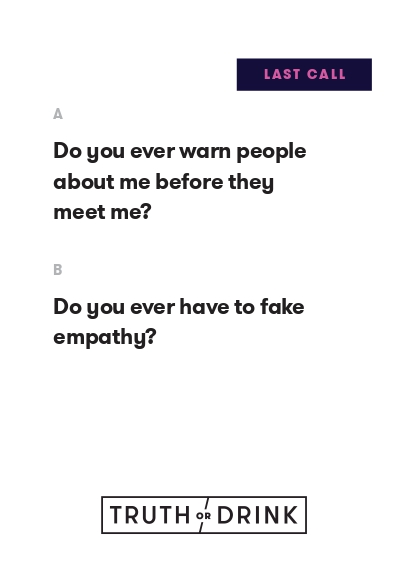 LAST CALL
A
Do you ever warn people
about me before they
meet me?
B
Do you ever have to fake
empathy?
TRUTH OR DRINK